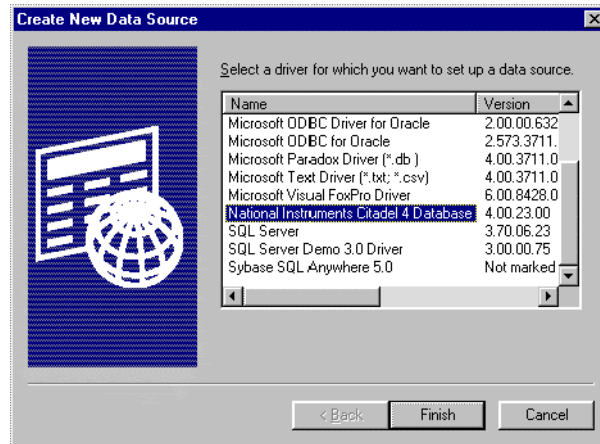 Create New Data Source
Select a driver for which you want to set up a data source.
Name Version
Microsoft ODBC Driver for Oracle 2.00.00.632
Microsoft ODBC for Oracle 2.573.3711.
Microsoft Paradox Driver (*.db ) 4.00.3711.0
Microsoft Text Driver (*.txt; *.csv) 4.00.3711.0
Microsoft Visual FoxPro Driver 6.00.8428.0
National Instruments Citadel 4 Database 4.00.23.00
SQL Server 3.70.06.23
SQL Server Demo 3.0 Driver 3.00.00.75
Sybase SQL Anywhere 5.0 Not marked
< Back Finish Cancel